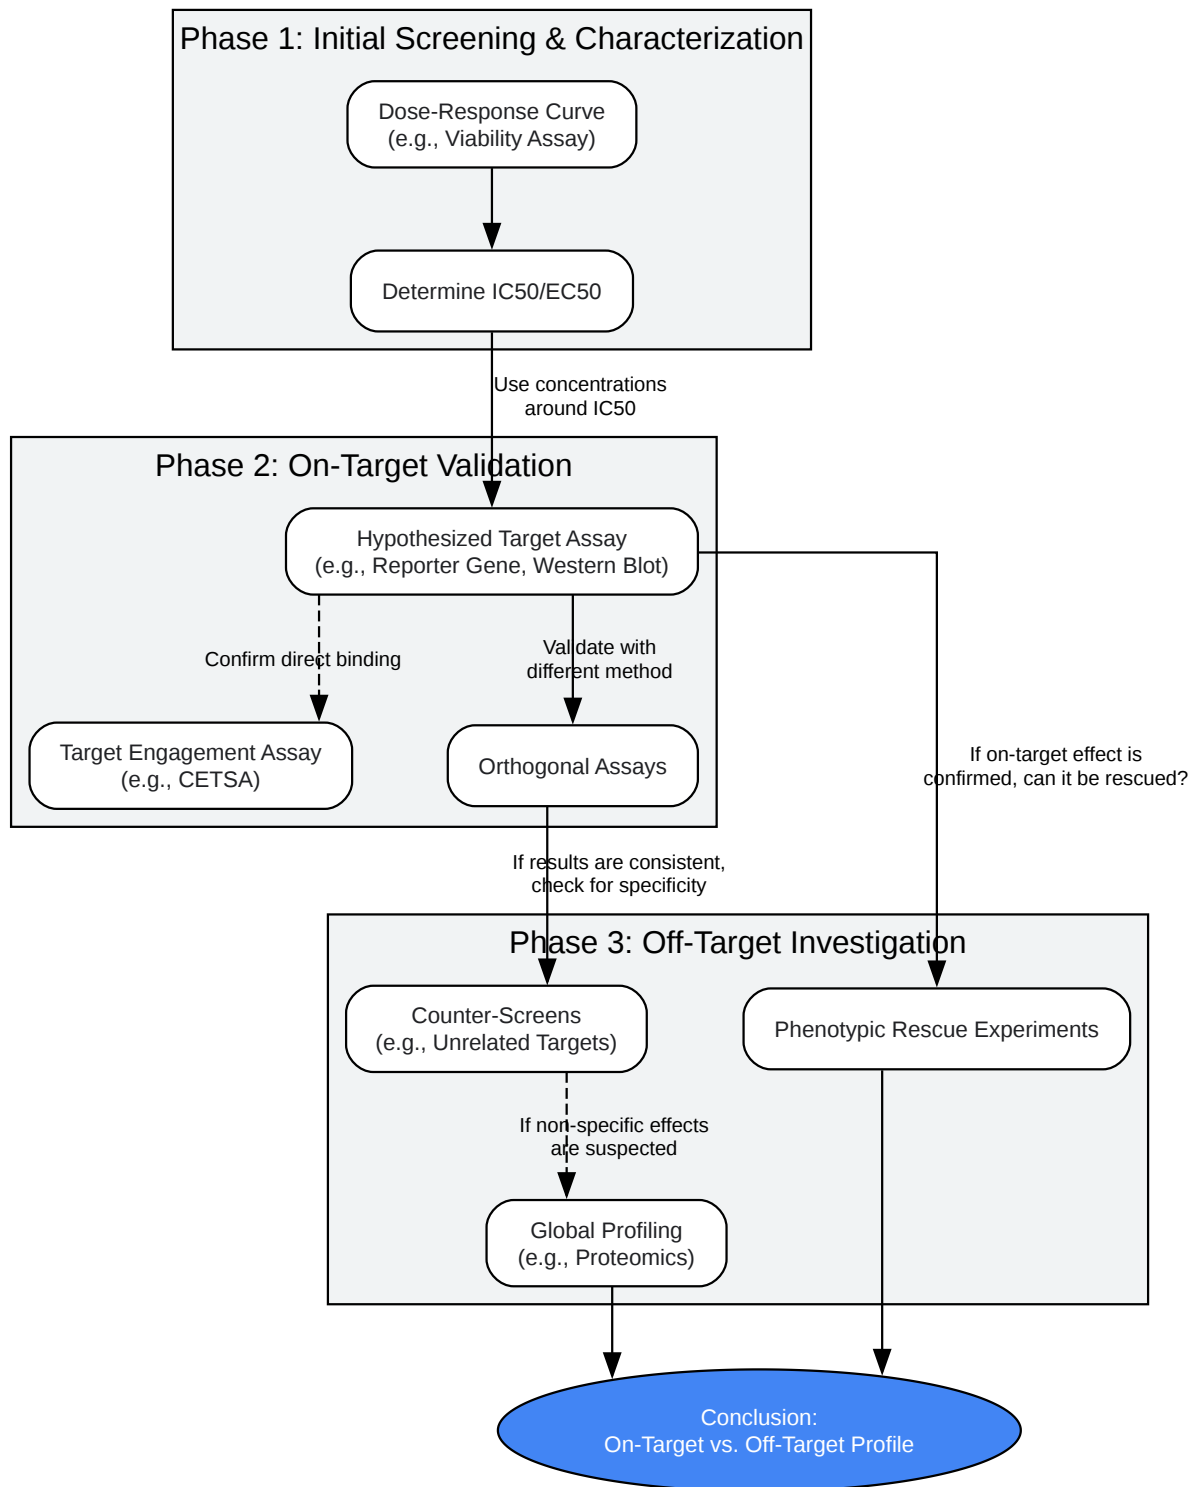 Phase 1: Initial Screening & Characterization
Dose-Response Curve
(e.g., Viability Assay)
Determine IC50/EC50
Use concentrations
around IC50
Phase 2: On-Target Validation
Hypothesized Target Assay
(e.g., Reporter Gene, Western Blot)
Confirm direct binding
Validate with
different method
Target Engagement Assay
(e.g., CETSA)
Orthogonal Assays
If on-target effect is
confirmed, can it be rescued?
If results are consistent,
check for specificity
Phase 3: Off-Target Investigation
Counter-Screens
(e.g., Unrelated Targets)
Phenotypic Rescue Experiments
If non-specific effects
are suspected
Global Profiling
(e.g., Proteomics)
Conclusion:
On-Target vs. Off-Target Profile